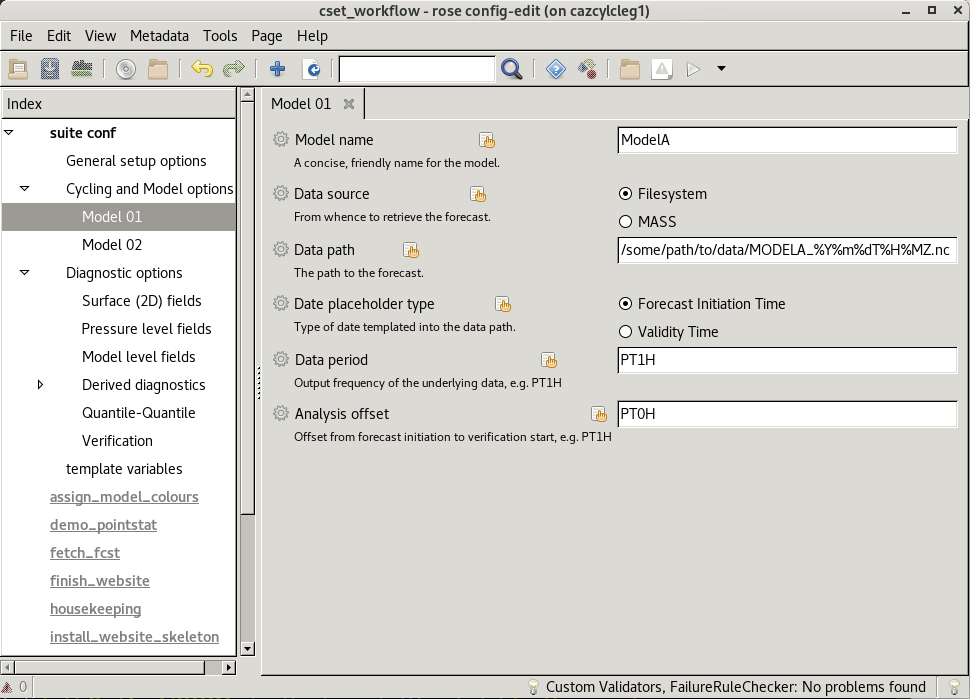 cset_workflow - rose config-edit (on cazcylcleg1)
File Edit View Metadata Tools Page Help
Index
suite conf
General setup options
Cycling and Model options
Model 01
Model 02
Diagnostic options
Surface (2D) fields
Pressure level fields
Model level fields
Derived diagnostics
Quantile-Quantile
Verification
template variables
assign_model_colours
demo_pointstat
fetch_fcst
finish_website
housekeeping
install_website_skeleton
0
Model 01
Model name
ModelA
A concise, friendly name for the model.
Data source
Filesystem
From whence to retrieve the forecast.
MASS
Data path
/some/path/to/data/MODELA_%Y%m%dT%H%MZ.nc
The path to the forecast.
Date placeholder type
Forecast Initiation Time
Type of date templated into the data path.
Validity Time
Data period
PT1H
Output frequency of the underlying data, e.g. PT1H
Analysis offset
PT0H
Offset from forecast initiation to verification start, e.g. PT1H
Custom Validators, FailureRuleChecker: No problems found